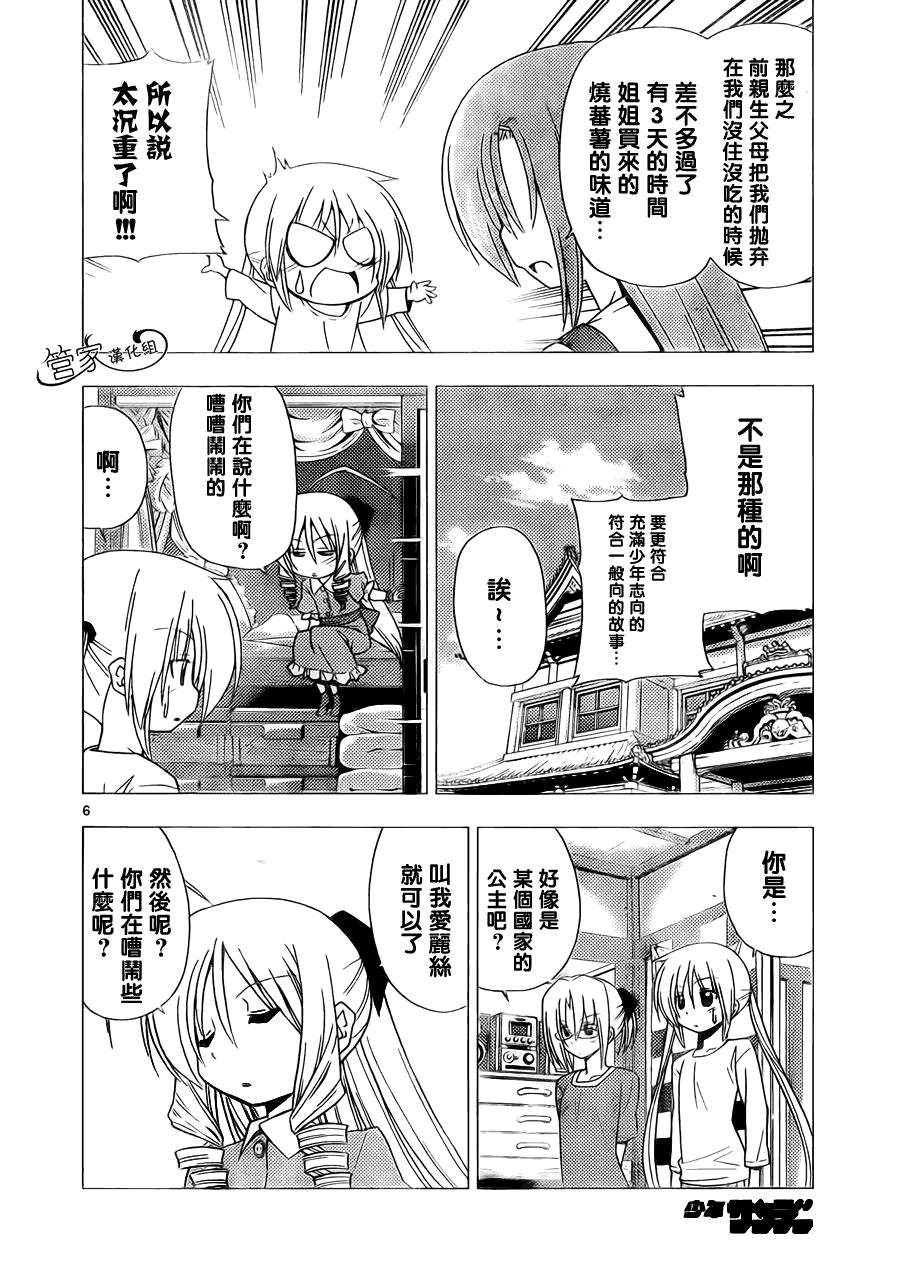 那麼之
前親生父母把我們拋弃
在我們沒住沒吃的時候
差不多過了
有3天的時間
姐姐買來的
燒蕃薯的味道…
所以說
太沉重了啊!!!
管家漢化組
不是那種的啊
要更符合
充滿少年志向的
符合一般向的故事…
誒~…
你們在說什麼啊?
嘈嘈鬧鬧的
啊…
6
你是…
好像是
某個國家的
公主吧?
叫我愛麗絲
就可以了
然後呢?
你們在嘈鬧些
什麼呢?
少年サンデー